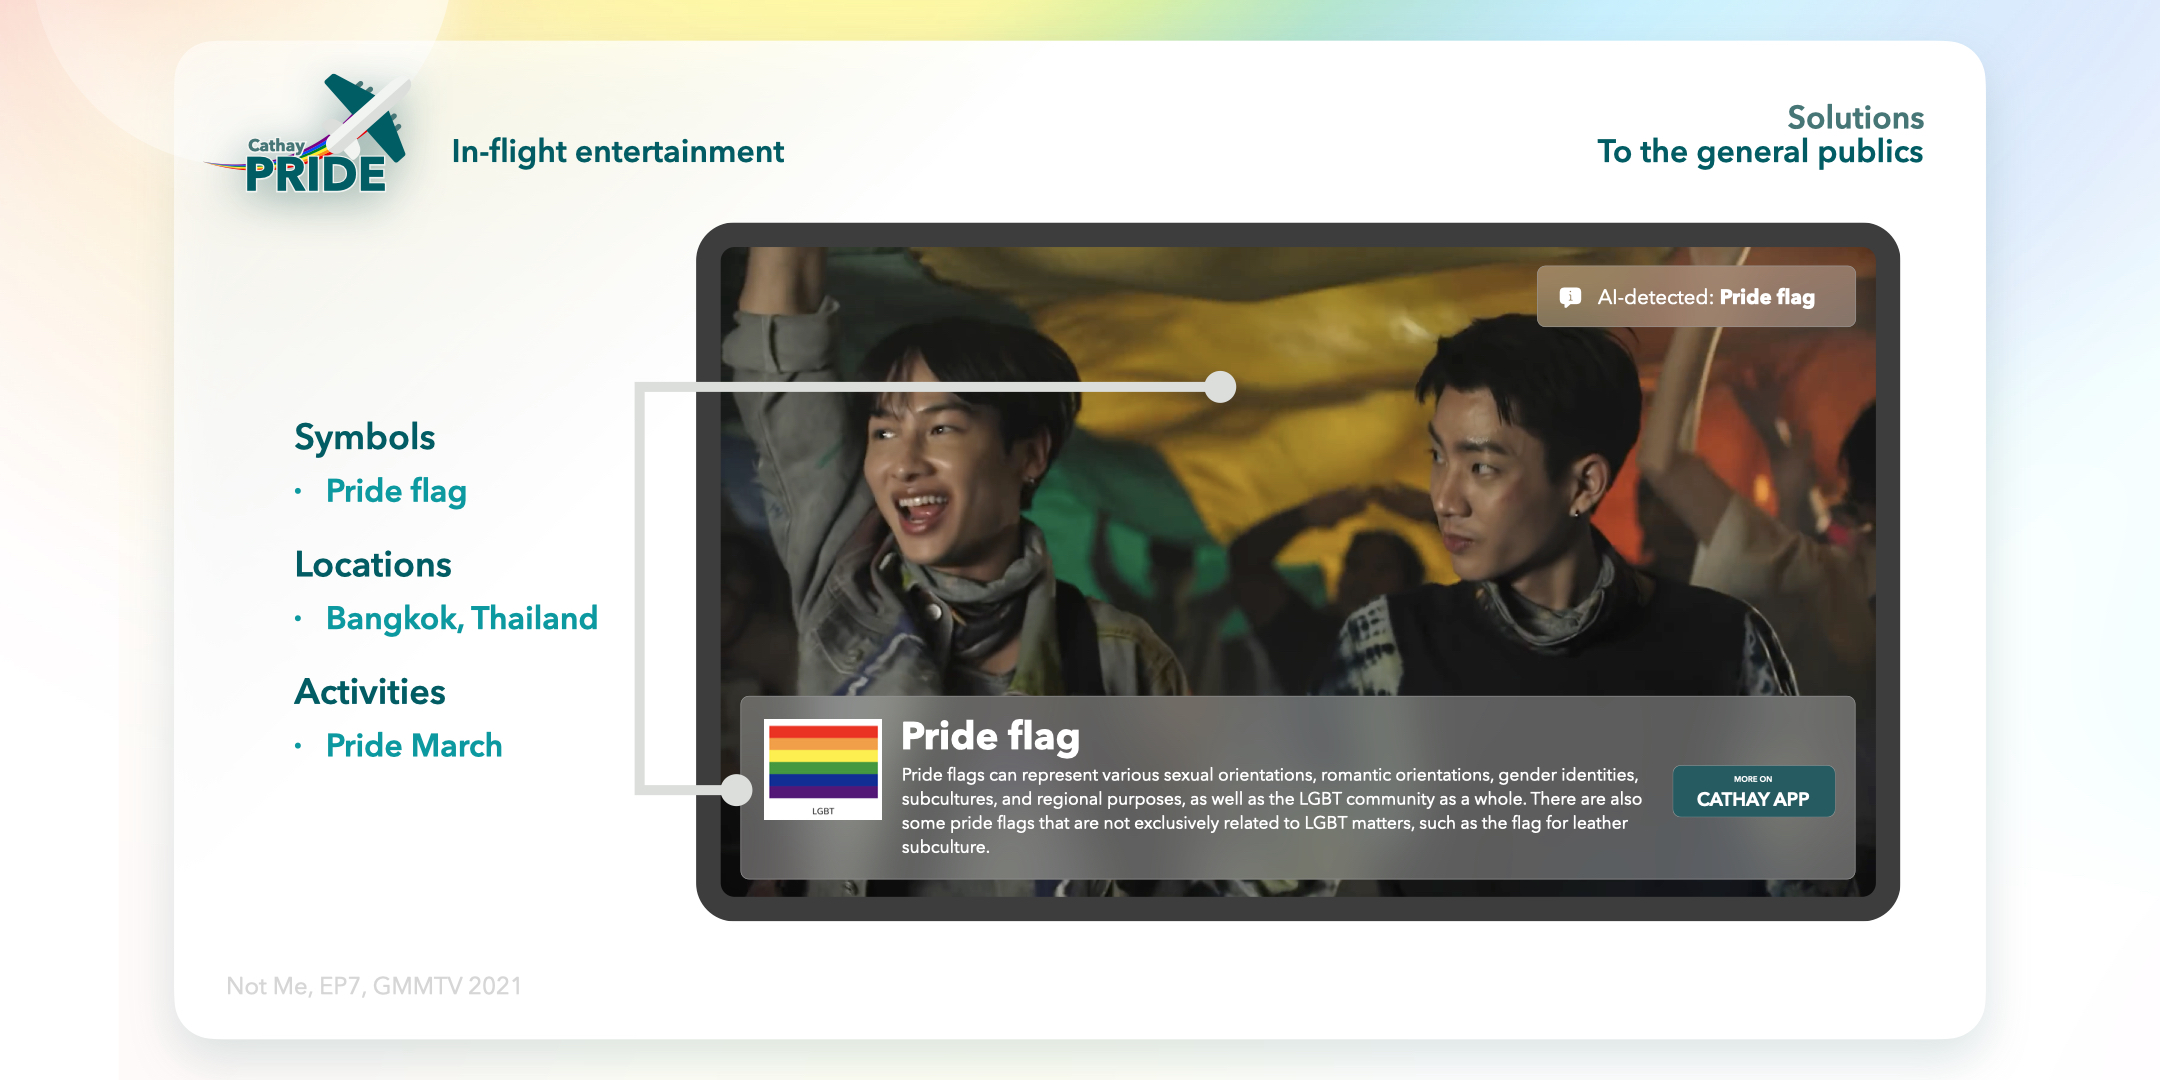 Cathay
PRIDE
In-flight entertainment
Solutions
To the general publics
Symbols
• Pride flag
Locations
• Bangkok, Thailand
Activities
• Pride March
AI-detected: Pride flag
LGBT
Pride flag
Pride flags can represent various sexual orientations, romantic orientations, gender identities,
subcultures, and regional purposes, as well as the LGBT community as a whole. There are also
some pride flags that are not exclusively related to LGBT matters, such as the flag for leather
subculture.
MORE ON
CATHAY APP
Not Me, EP7, GMMTV 2021